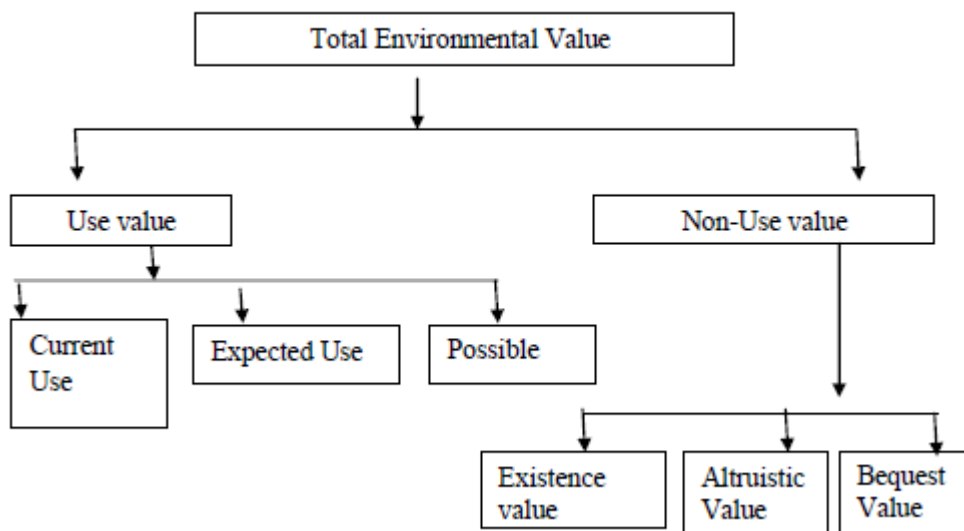 Total Environmental Value
Use value
Non-Use value
Current
Use
Expected Use
Possible
Existence
value
Altruistic
Value
Bequest
Value